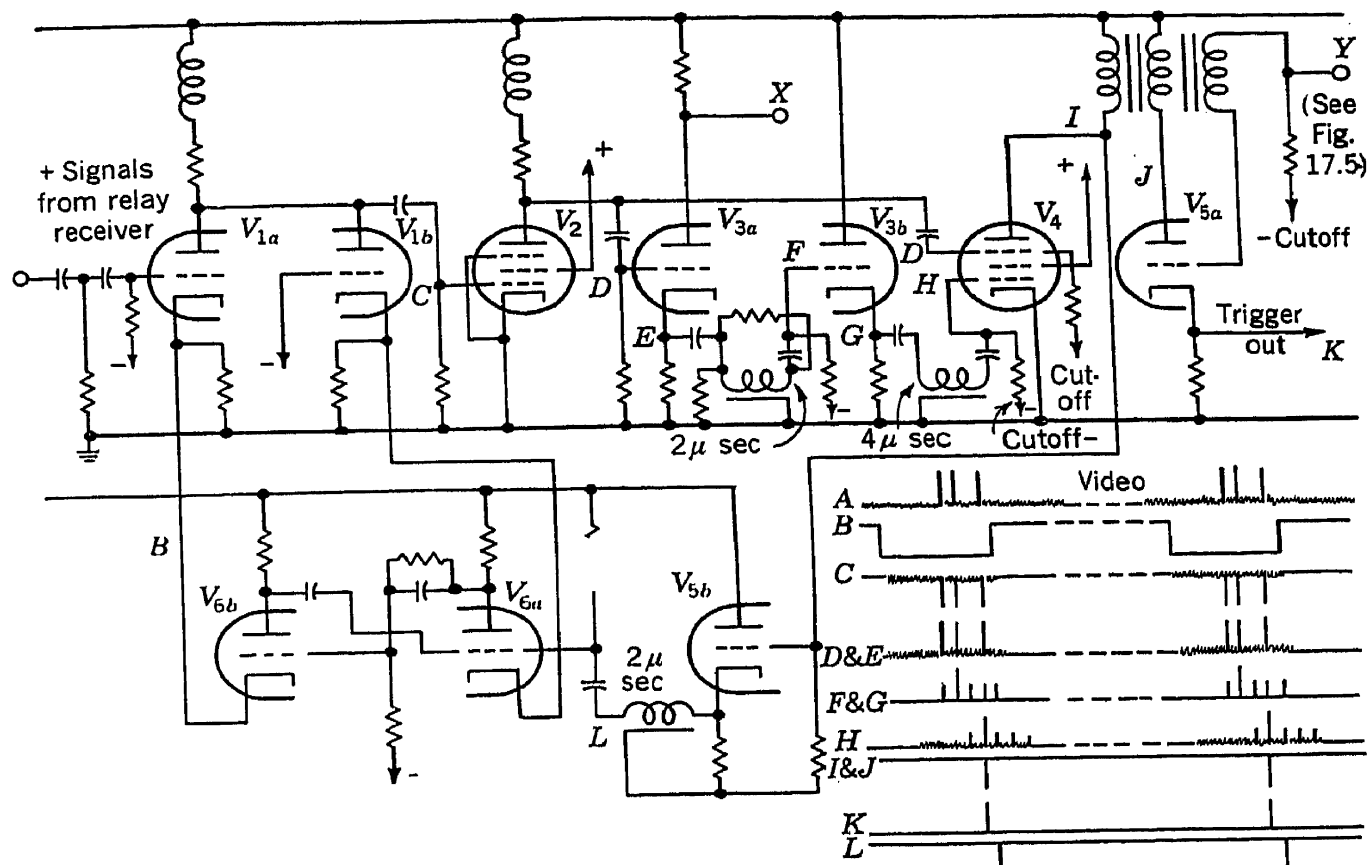 + Signals
from relay
receiver
V1a
V1b
C
V2
+
D
V3a
X
E
F
V3b
G
D
H
V4
I
+
J
V5a
Y
(See
Fig.
17.5)
-Cutoff
Trigger
out
K
-
-
-
2μ sec
4μ sec
-
Cut-
off
Cutoff-
B
V6b
V6a
V5b
2μ
sec
L
-
Video
A
B
C
D&E
F&G
H
I&J
K
L